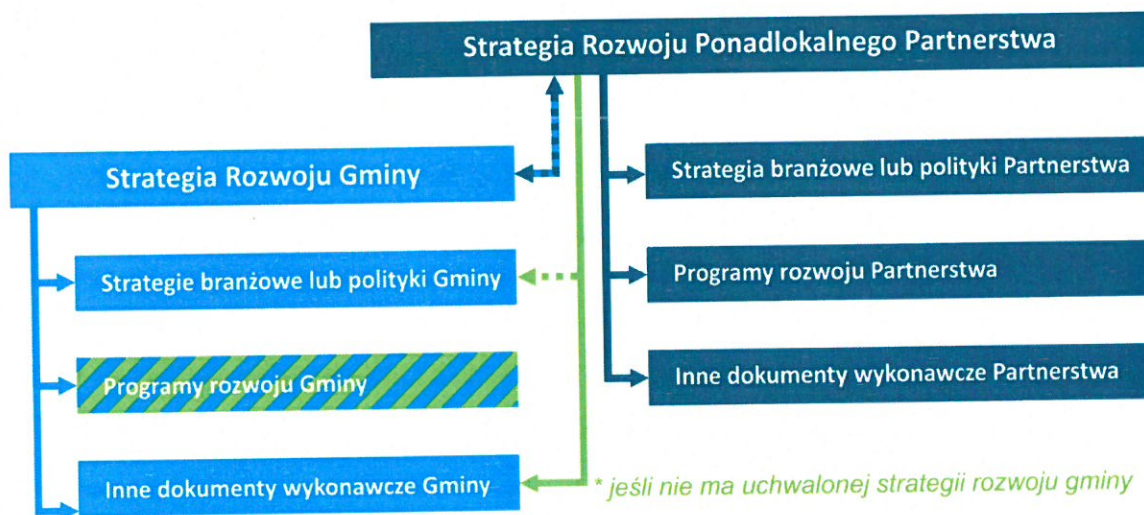 Strategia Rozwoju Ponadlokalnego Partnerstwa
Strategia Rozwoju Gminy
Strategie branżowe lub polityki Gminy
Programy rozwoju Gminy
Inne dokumenty wykonawcze Gminy
Strategia branżowe lub polityki Partnerstwa
Programy rozwoju Partnerstwa
Inne dokumenty wykonawcze Partnerstwa
* jeśli nie ma uchwalonej strategii rozwoju gminy